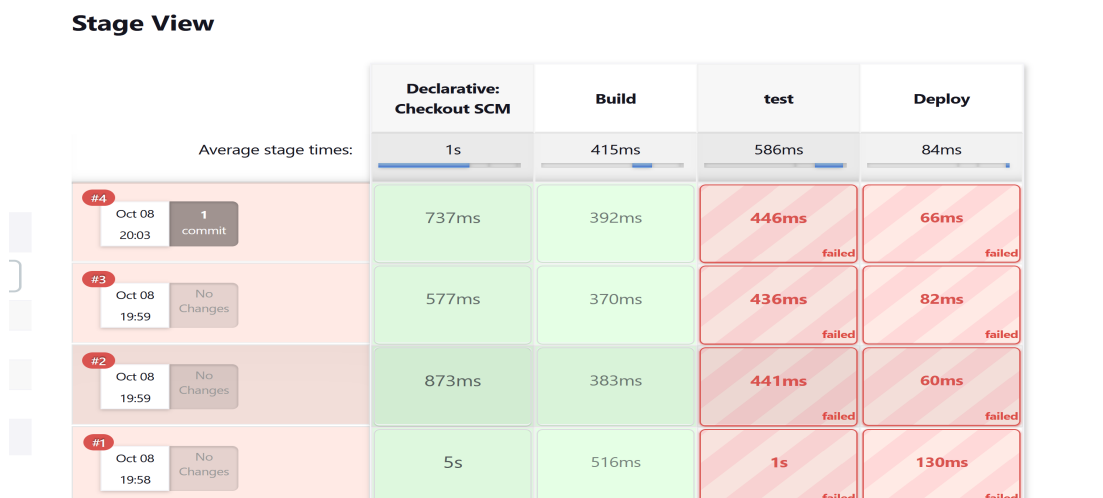 Stage View
Declarative:
Checkout SCM
Build
test
Deploy
Average stage times:
1s
415ms
586ms
84ms
#4
Oct 08
20:03
1
commit
737ms
392ms
446ms
failed
66ms
failed
#3
Oct 08
19:59
No
Changes
577ms
370ms
436ms
failed
82ms
failed
#2
Oct 08
19:59
No
Changes
873ms
383ms
441ms
failed
60ms
failed
#1
Oct 08
19:58
No
Changes
5s
516ms
1s
failed
130ms
failed